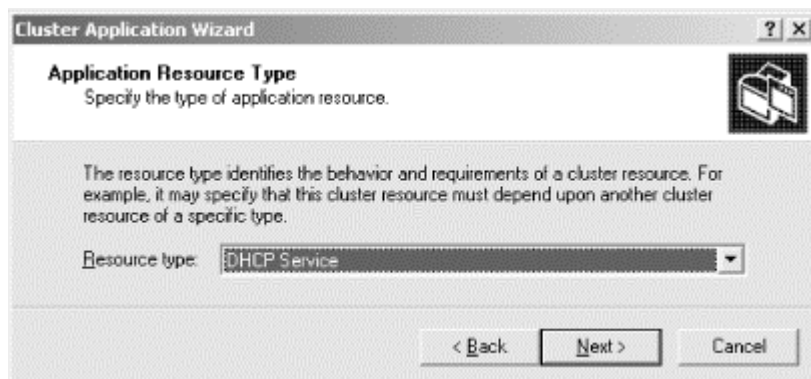 Cluster Application Wizard
? ×
Application Resource Type
Specify the type of application resource.
The resource type identifies the behavior and requirements of a cluster resource. For
example, it may specify that this cluster resource must depend upon another cluster
resource of a specific type.
Resource type: DHCP Service
< Back Next > Cancel